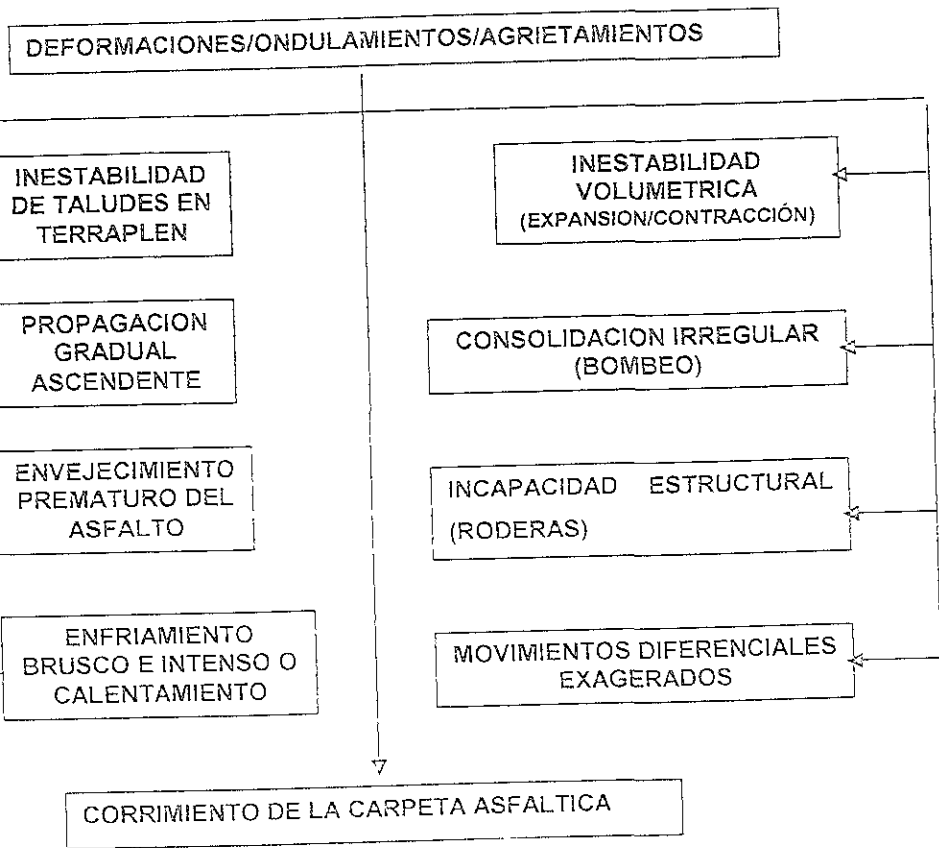 DEFORMACIONES/ONDULAMIENTOS/AGRIETAMIENTOS
INESTABILIDAD
DE TALUDES EN
TERRAPLEN
INESTABILIDAD
VOLUMETRICA
(EXPANSION/CONTRACCIÓN)
PROPAGACION
GRADUAL
ASCENDENTE
CONSOLIDACION IRREGULAR
(BOMBEO)
ENVEJECIMIENTO
PREMATURO DEL
ASFALTO
INCAPACIDAD ESTRUCTURAL
(RODERAS)
ENFRIAMIENTO
BRUSCO E INTENSO O
CALENTAMIENTO
MOVIMIENTOS DIFERENCIALES
EXAGERADOS
CORRIMIENTO DE LA CARPETA ASFALTICA